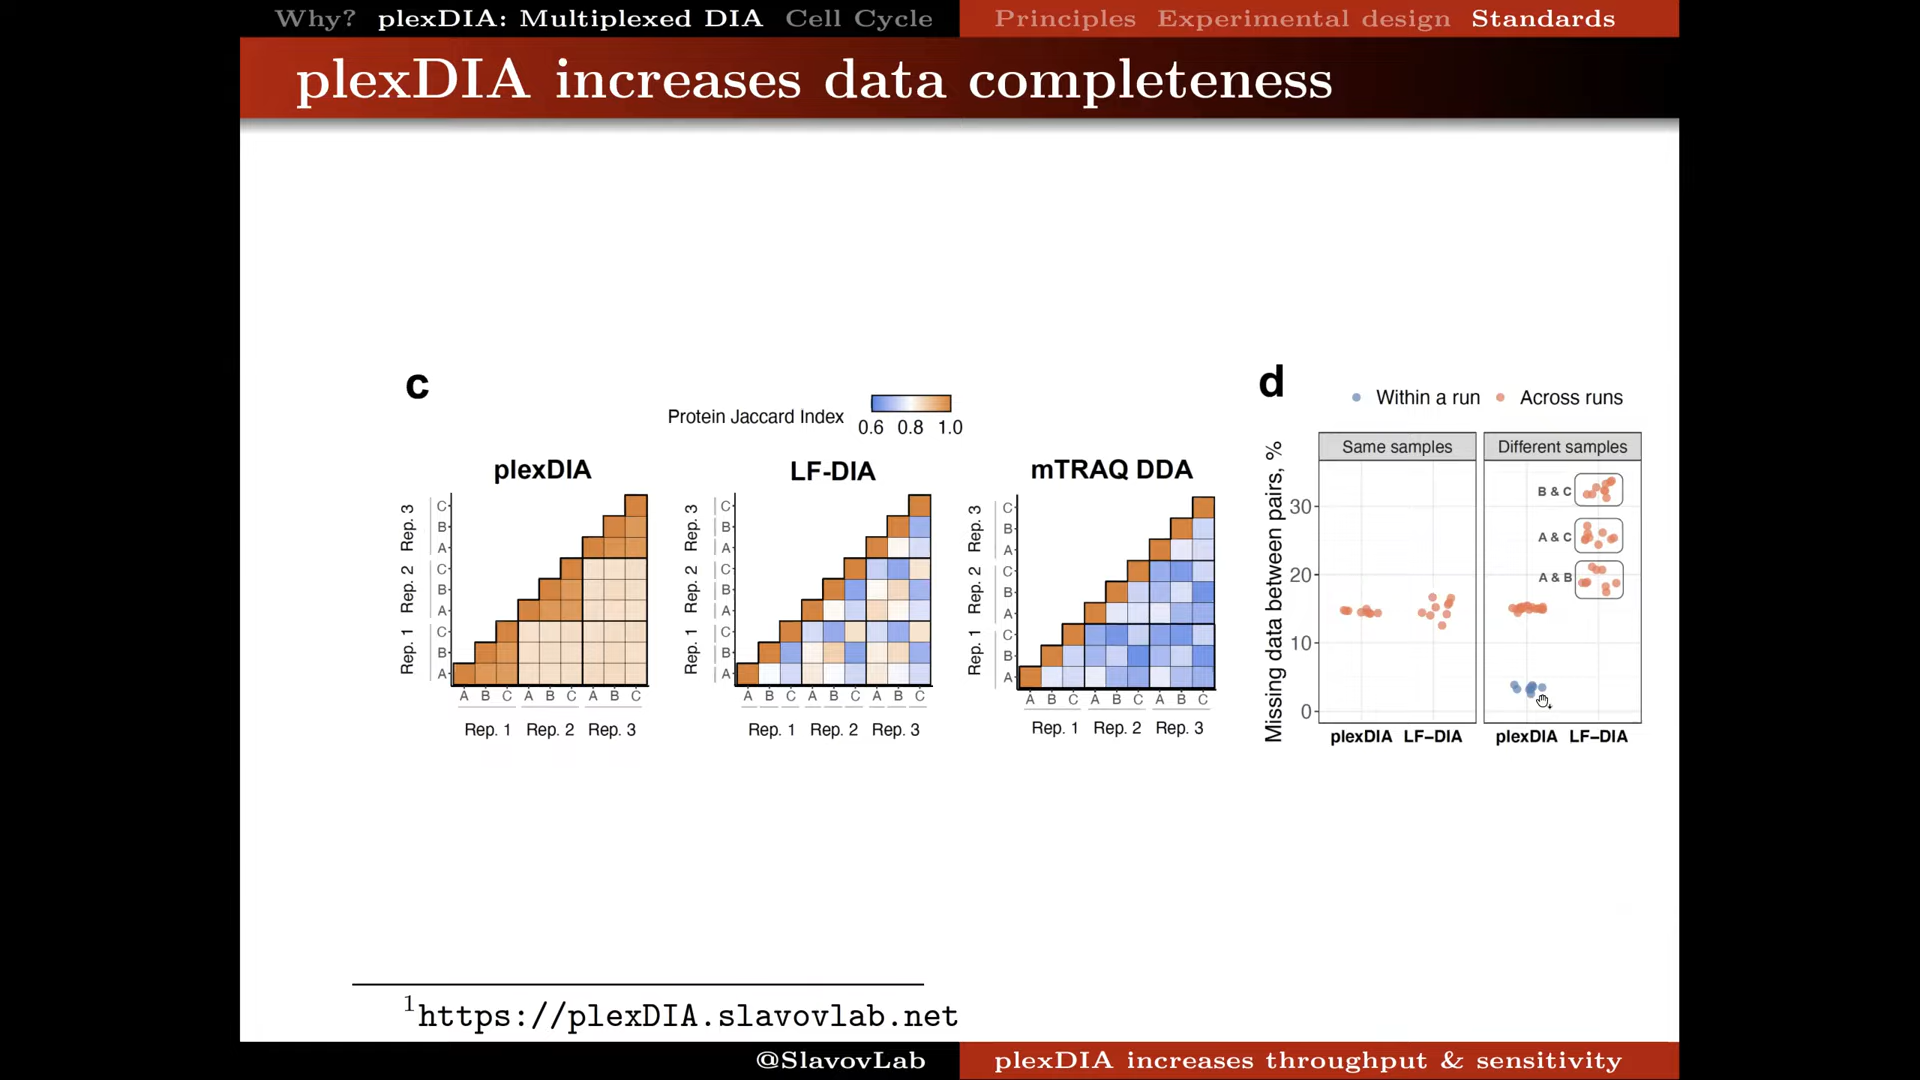 Why? plexDIA: Multiplexed DIA Cell Cycle
Principles Experimental design Standards
plexDIA increases data completeness
c
Protein Jaccard Index
0.6 0.8 1.0
plexDIA
Rep. 3
Rep. 2
Rep. 1
C
B
A
C
B
A
C
B
A
A B C A B C A B C
Rep. 1 Rep. 2 Rep. 3
LF-DIA
Rep. 3
Rep. 2
Rep. 1
C
B
A
C
B
A
C
B
A
A B C A B C A B C
Rep. 1 Rep. 2 Rep. 3
mTRAQ DDA
Rep. 3
Rep. 2
Rep. 1
C
B
A
C
B
A
C
B
A
A B C A B C A B C
Rep. 1 Rep. 2 Rep. 3
d
Within a run Across runs
Missing data between pairs, %
Same samples Different samples
30
20
10
0
B & C
A & C
A & B
plexDIA LF–DIA plexDIA LF–DIA
1https://plexDIA.slavovlab.net
@SlavovLab
plexDIA increases throughput & sensitivity